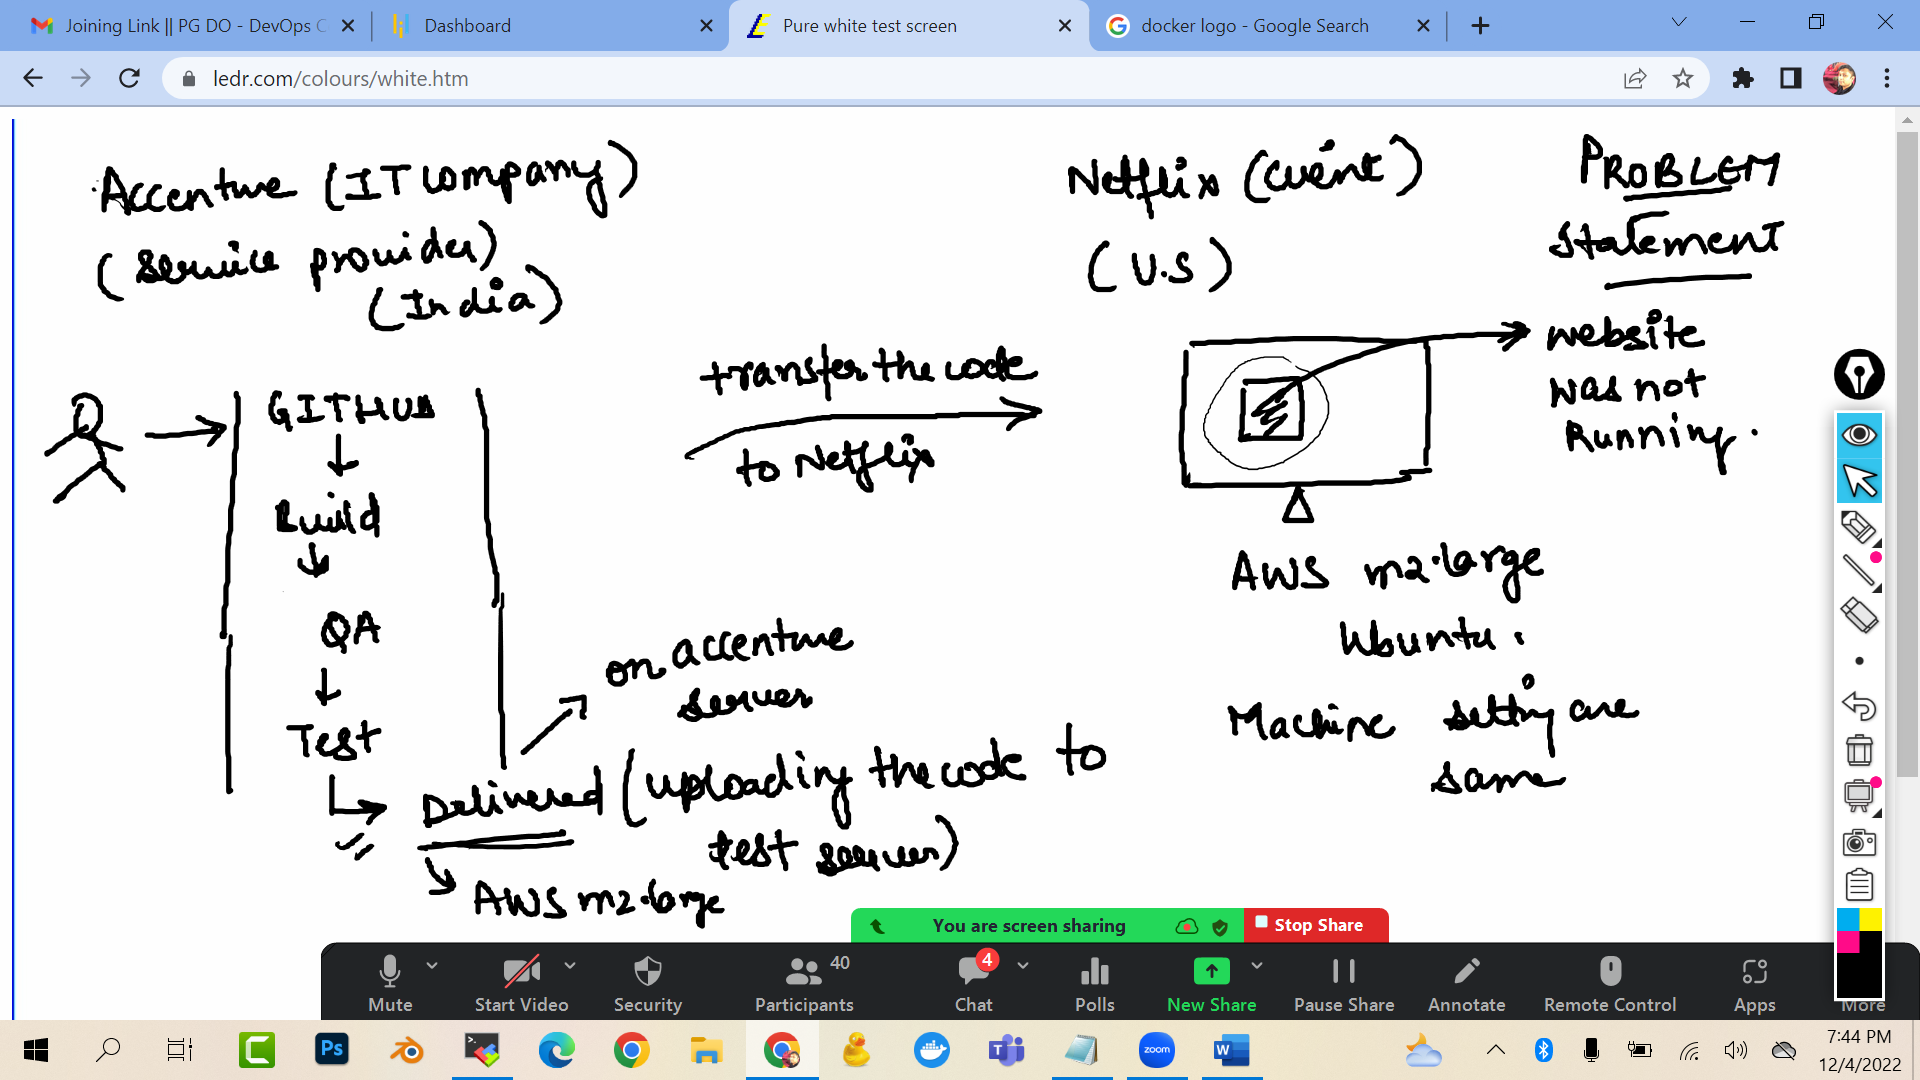 Joining Link || PG DO - DevOps C
Dashboard
Pure white test screen
docker logo - Google Search
ledr.com/colours/white.htm
Accenture (IT company)
(Service provider)
(India)
Netflix (client)
(U.S)
PROBLEM
Statement
website
was not
Running.
transfer the code
to Netflix
GITHUB
Build
QA
Test
Delivered (uploading the code to
test server)
AWS m2.large
on accenture
server
AWS m2.large
Ubuntu.
Machine setting are
same
You are screen sharing
Stop Share
Mute
Start Video
Security
40
Participants
4
Chat
Polls
New Share
Pause Share
Annotate
Remote Control
Apps
More
Ps
zoom
W
7:44 PM
12/4/2022